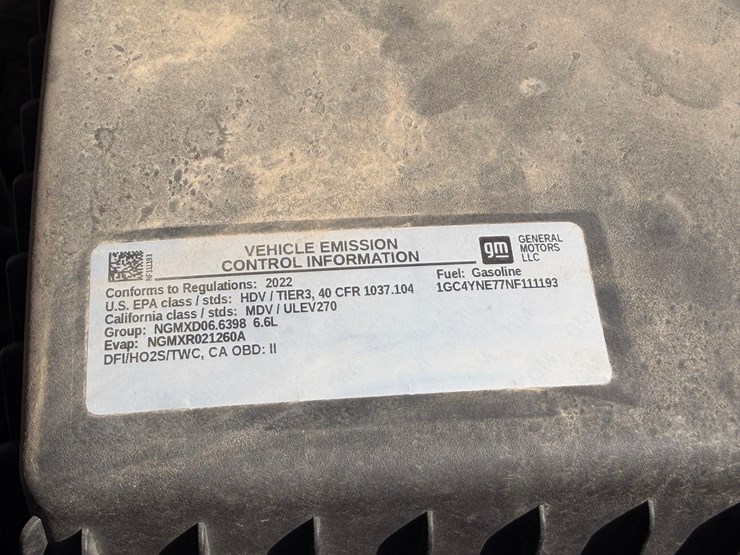 NF111193
VEHICLE EMISSION
CONTROL INFORMATION
gm
GENERAL
MOTORS
LLC
Conforms to Regulations: 2022
U.S. EPA class / stds: HDV / TIER3, 40 CFR 1037.104
California class / stds: MDV / ULEV270
Group: NGMXD06.6398 6.6L
Evap: NGMXR021260A
DFI/HO2S/TWC, CA OBD: II
Fuel: Gasoline
1GC4YNE77NF111193